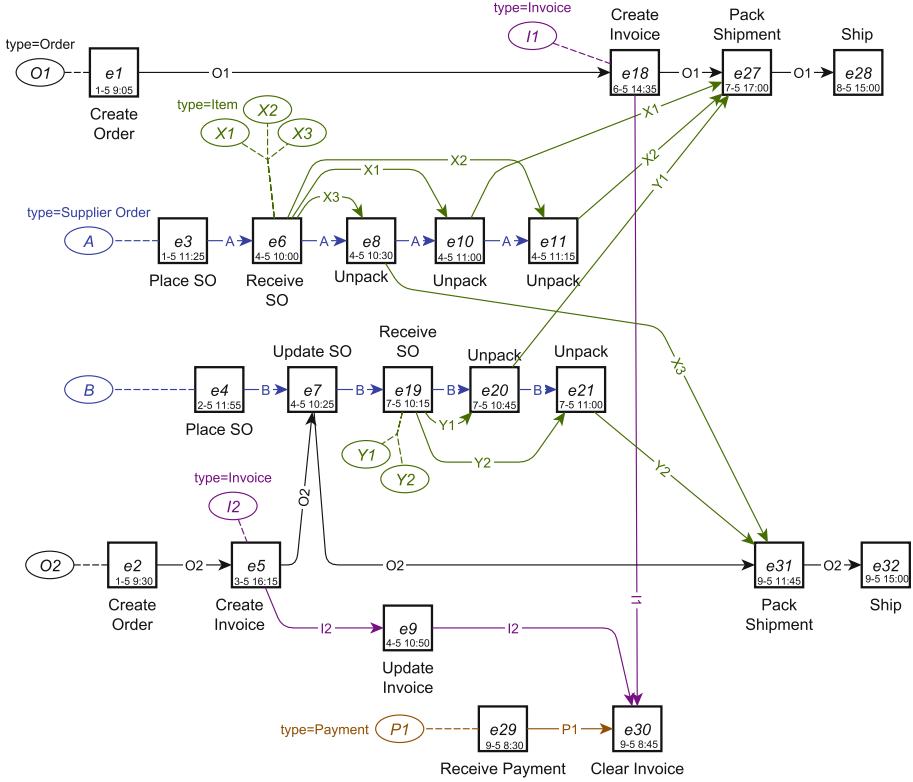 type=Invoice
Create
Invoice
Pack
Shipment
Ship
type=Order
I1
O1
e1
1-5 9:05
O1
e18
6-5 14:35
O1
e27
7-5 17:00
O1
e28
8-5 15:00
Create
Order
type=Item
X2
X1
X3
X1
X2
Y1
X2
X1
X3
type=Supplier Order
A
e3
1-5 11:25
A
e6
4-5 10:00
A
e8
4-5 10:30
A
e10
4-5 11:00
A
e11
4-5 11:15
Place SO
Receive
SO
Unpack
Unpack
Unpack
Receive
SO
Update SO
Unpack
Unpack
X3
B
e4
2-5 11:55
B
e7
4-5 10:25
B
e19
7-5 10:15
B
e20
7-5 10:45
B
e21
7-5 11:00
Place SO
Y1
Y1
Y2
Y2
Y2
type=Invoice
I2
O2
O2
e2
1-5 9:30
O2
e5
3-5 16:15
O2
e31
9-5 11:45
O2
e32
9-5 15:00
Create
Order
Create
Invoice
Pack
Shipment
Ship
I1
I2
e9
4-5 10:50
I2
Update
Invoice
type=Payment
P1
e29
9-5 8:30
P1
e30
9-5 8:45
Receive Payment
Clear Invoice